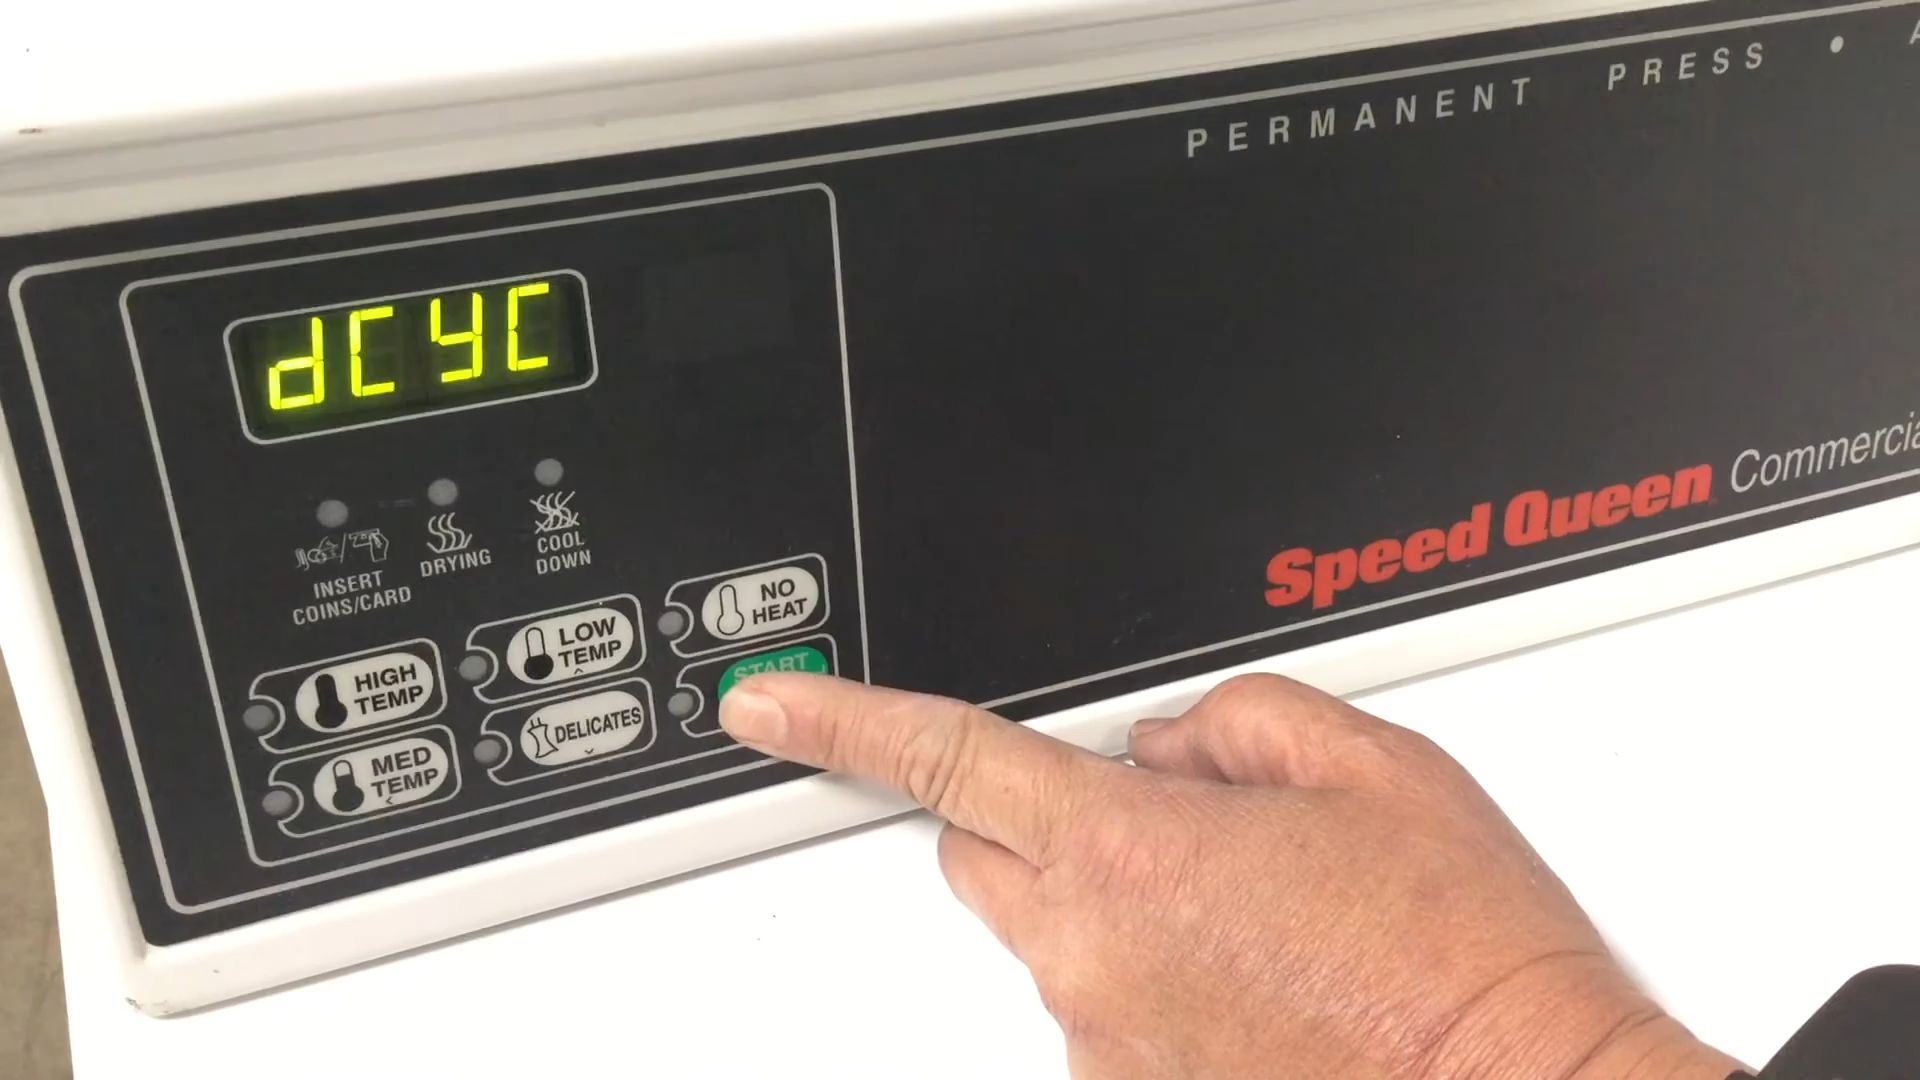 PERMANENT PRESS •
dCYC
INSERT
COINS/CARD
DRYING
COOL
DOWN
HIGH
TEMP
LOW
TEMP
NO
HEAT
MED
TEMP
DELICATES
START
Speed Queen